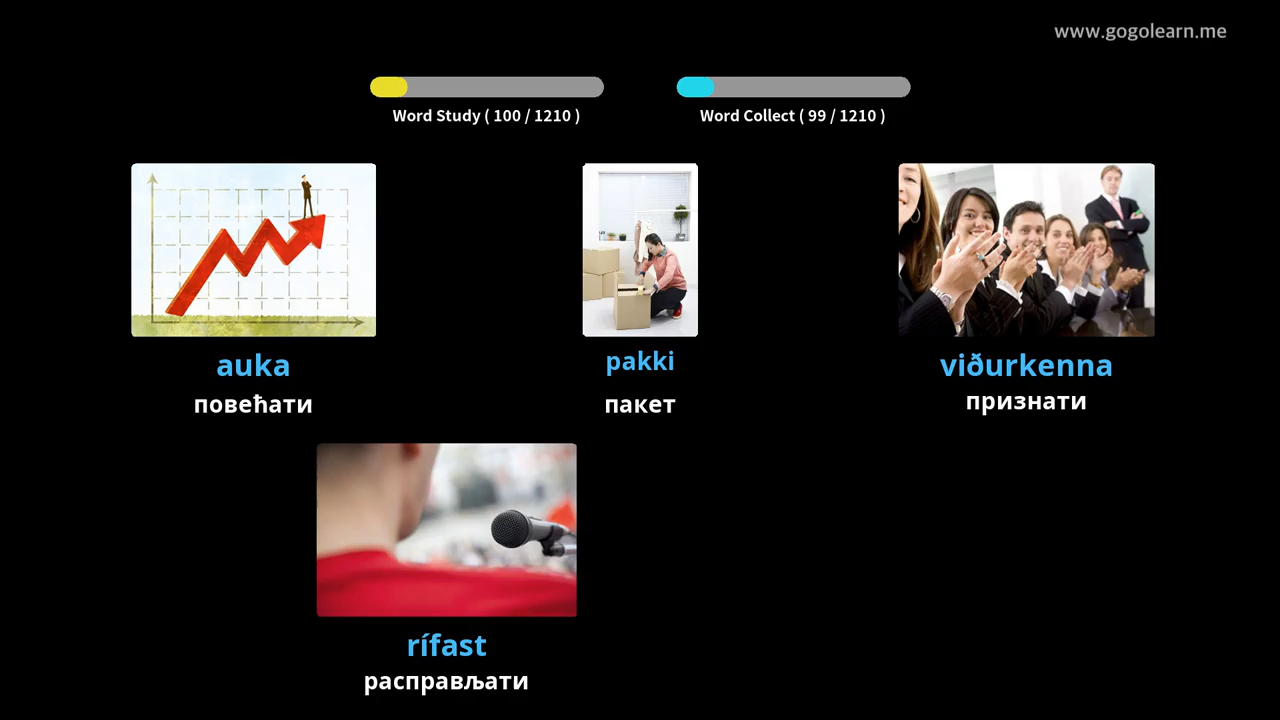 www.gogolearn.me
Word Study ( 100 / 1210 )
Word Collect ( 99 / 1210 )
auka
повећати
pakki
пакет
viðurkenna
признати
rífast
расправљати